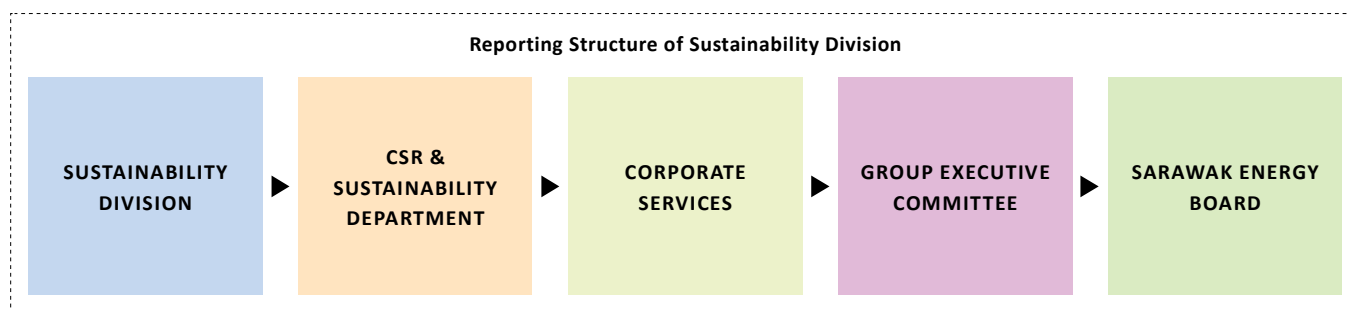 Reporting Structure of Sustainability Division
SUSTAINABILITY
DIVISION
CSR &
SUSTAINABILITY
DEPARTMENT
CORPORATE
SERVICES
GROUP EXECUTIVE
COMMITTEE
SARAWAK ENERGY
BOARD